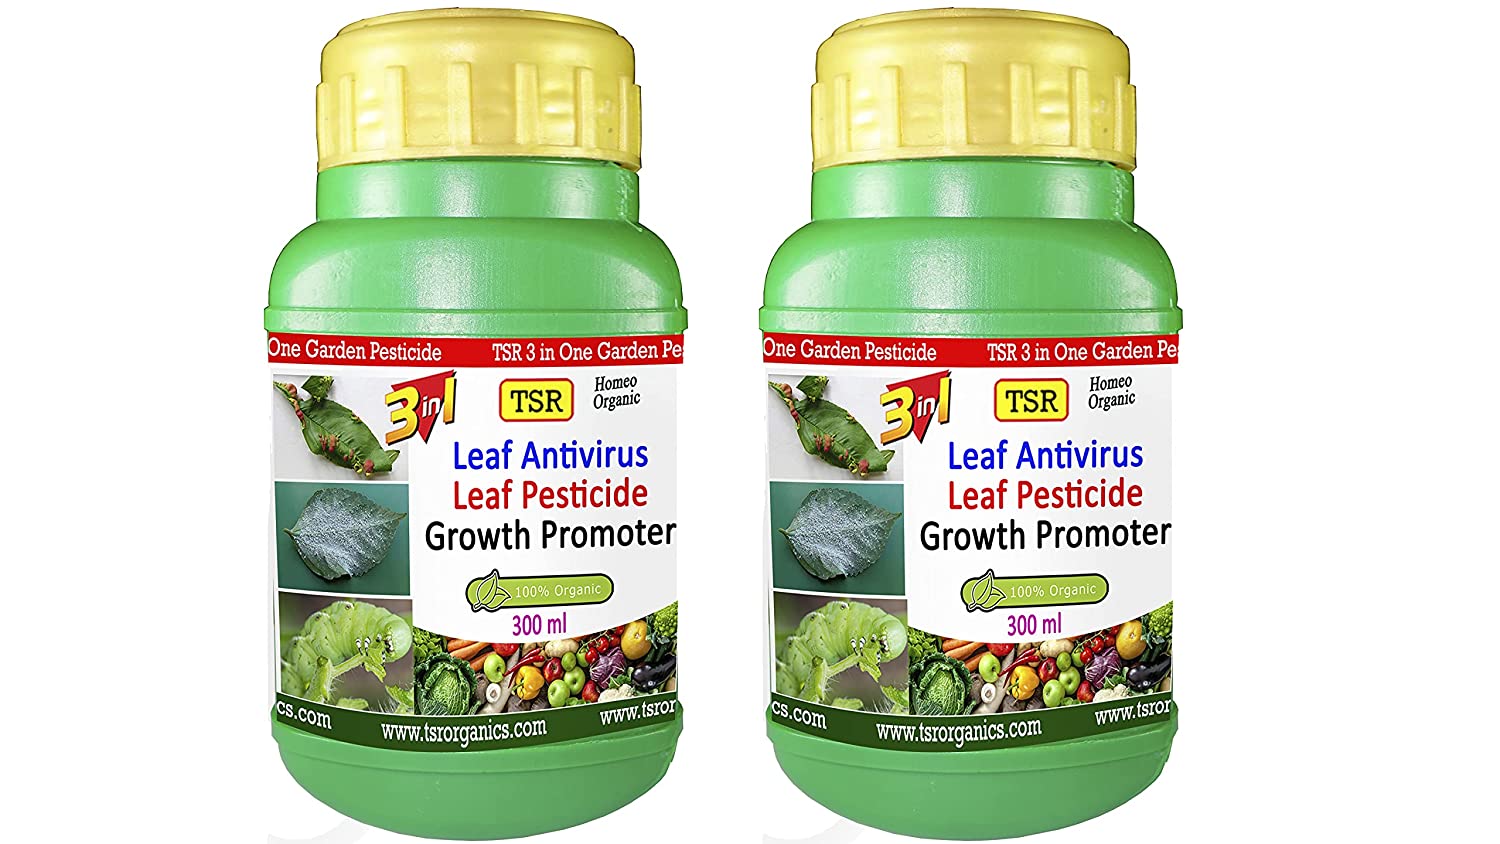 One Garden Pesticide TSR 3 in One Garden Pes
3 in 1
TSR
Homeo
Organic
Leaf Antivirus
Leaf Pesticide
Growth Promoter
100% Organic
300 ml
cs.com www.tsrorganics.com www.tsror
One Garden Pesticide TSR 3 in One Garden Pes
3 in 1
TSR
Homeo
Organic
Leaf Antivirus
Leaf Pesticide
Growth Promoter
100% Organic
300 ml
cs.com www.tsrorganics.com www.tsror